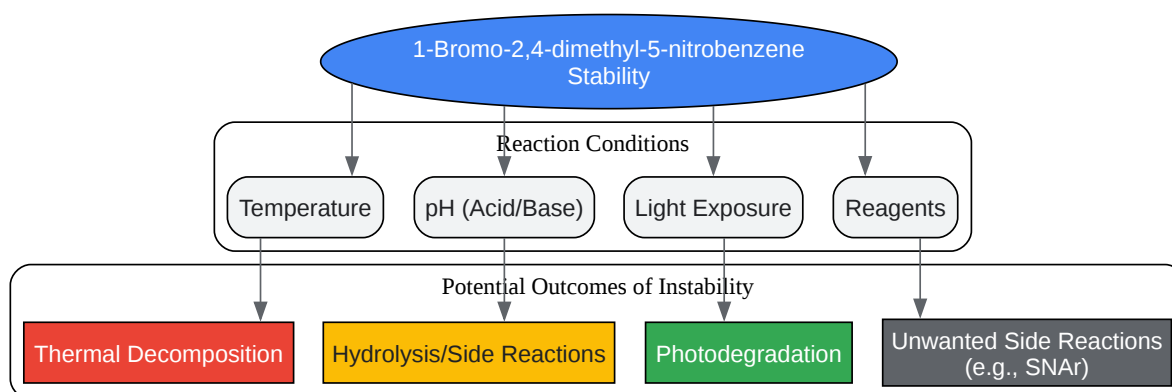 1-Bromo-2,4-dimethyl-5-nitrobenzene
Stability
Reaction Conditions
Temperature
pH (Acid/Base)
Light Exposure
Reagents
Potential Outcomes of Instability
Thermal Decomposition
Hydrolysis/Side Reactions
Photodegradation
Unwanted Side Reactions
(e.g., SNAr)